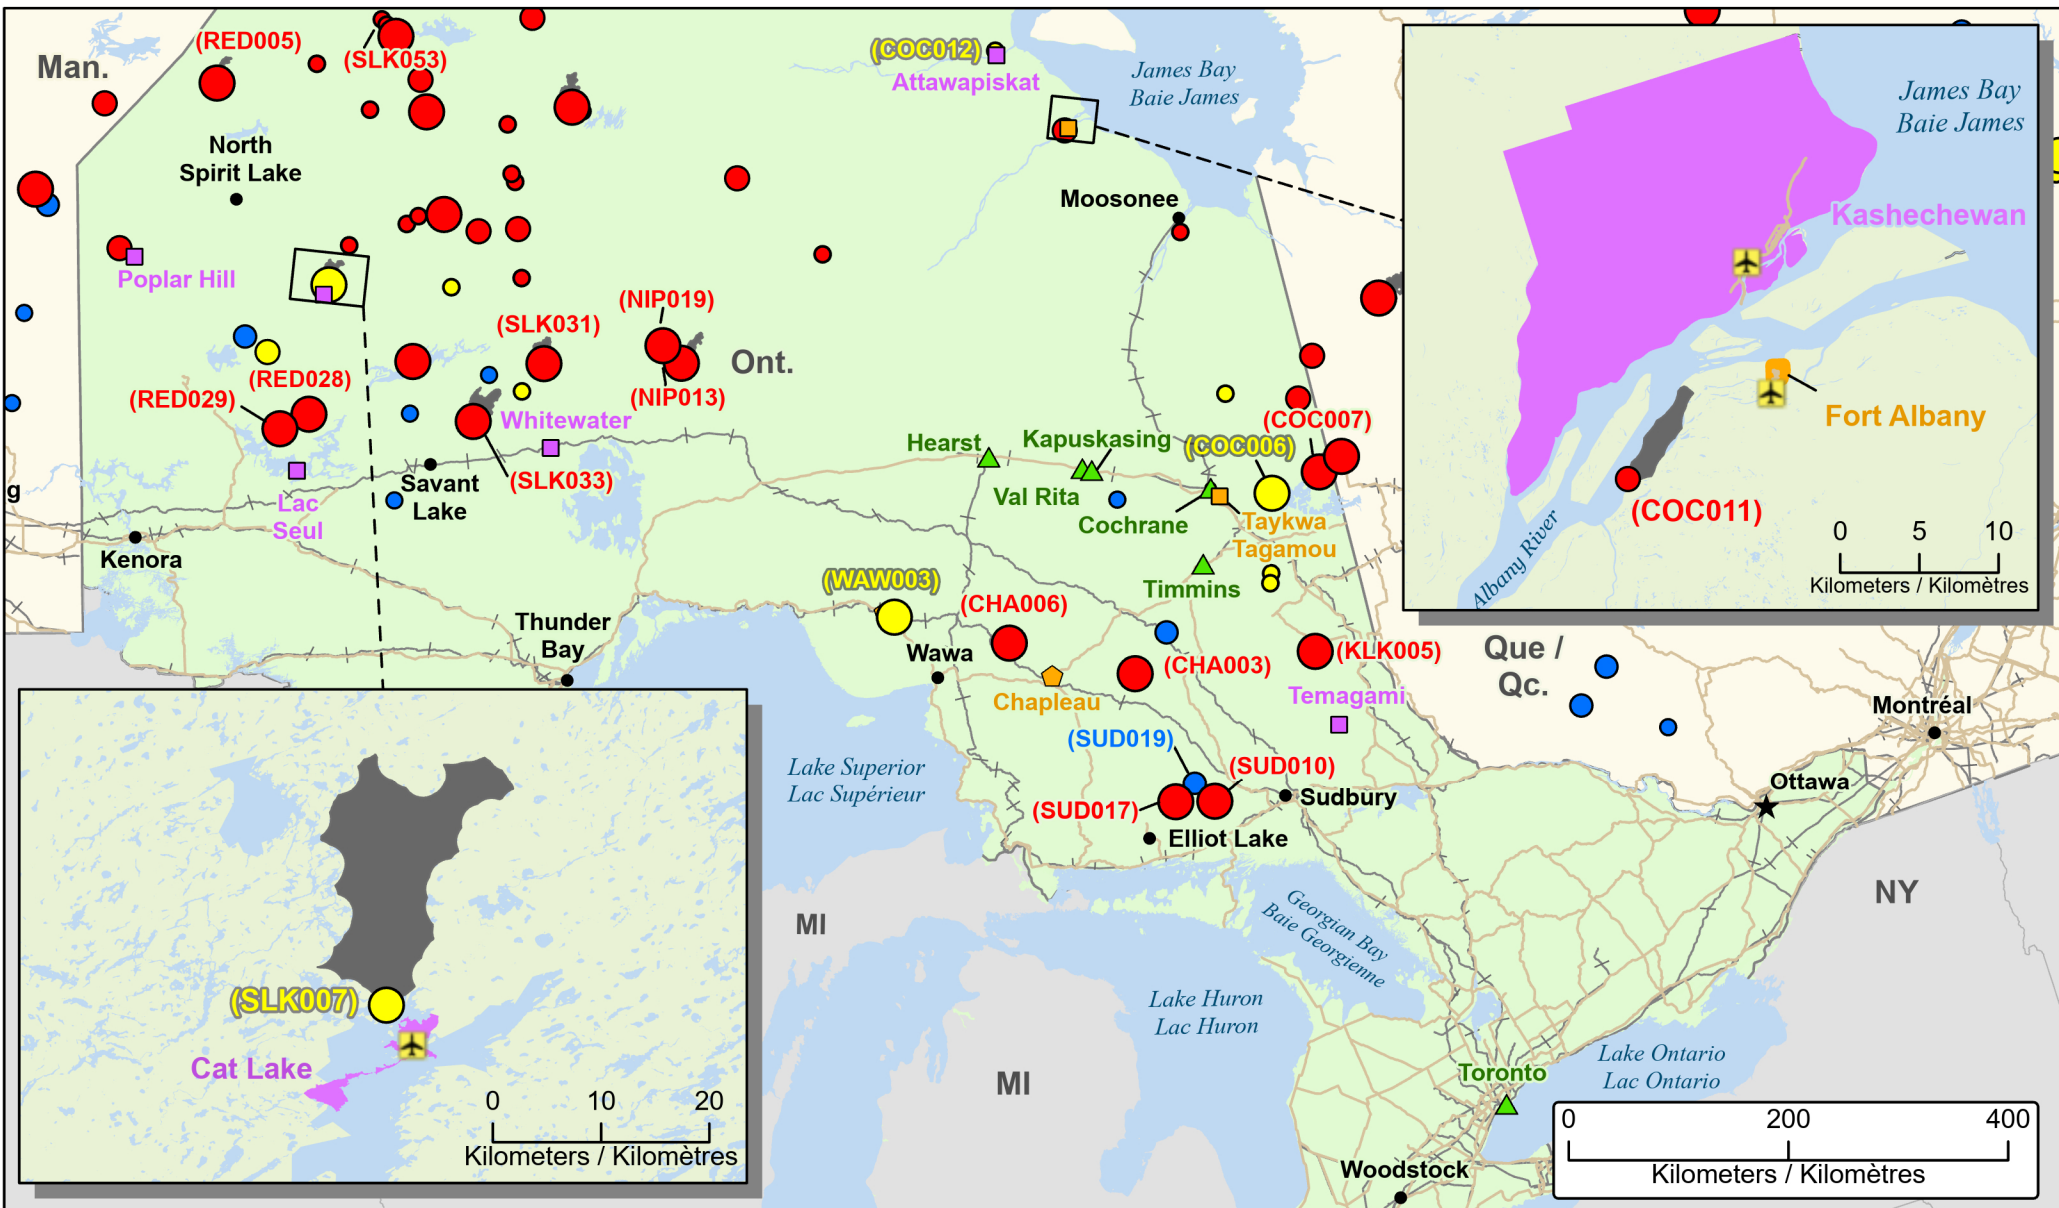 Man.
(RED005)
(SLK053)
(COC012)
Attawapiskat
James Bay
Baie James
North
Spirit Lake
Moosonee
Poplar Hill
(NIP019)
(SLK031)
Ont.
(NIP013)
(RED028)
(RED029)
Whitewater
(SLK033)
Lac
Seul
Savant
Lake
g
Kenora
Hearst
Kapuskasing
Val Rita
(COC006)
(COC007)
Cochrane
Taykwa
Tagamou
Timmins
(WAW003)
(CHA006)
Thunder
Bay
Wawa
Chapleau
(CHA003)
(KLK005)
Temagami
(SUD019)
(SUD010)
(SUD017)
Sudbury
Elliot Lake
Lake Superior
Lac Supérieur
Que /
Qc.
Montréal
Ottawa
NY
MI
MI
Georgian Bay
Baie Georgienne
Lake Huron
Lac Huron
Lake Ontario
Lac Ontario
Toronto
Woodstock
0 200 400
Kilometers / Kilomètres
James Bay
Baie James
Kashechewan
Fort Albany
(COC011)
Albany River
0 5 10
Kilometers / Kilomètres
(SLK007)
Cat Lake
0 10 20
Kilometers / Kilomètres